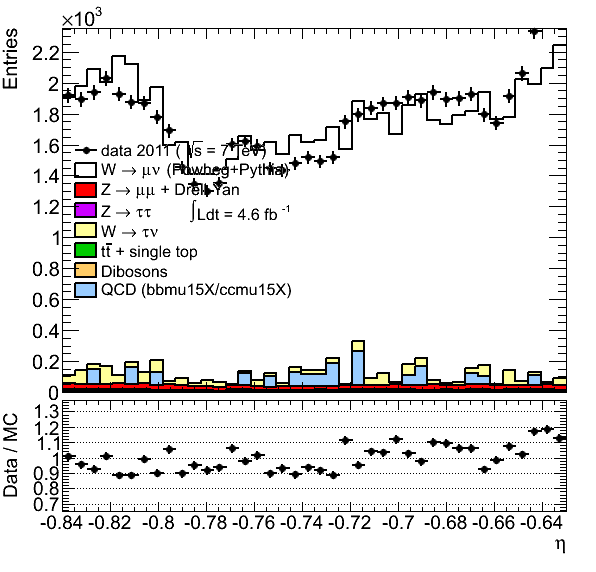 ×10³
Entries
2.2
2
1.8
1.6
1.4
1.2
1
0.8
0.6
0.4
0.2
0
data 2011 ( √s = 7 TeV)
W → μν (Powheg+Pythia)
Z → μμ + Drell-Yan
Z → ττ
∫Ldt = 4.6 fb⁻¹
W → τν
tt̄ + single top
Dibosons
QCD (bbmu15X/ccmu15X)
Data / MC
1.3
1.2
1.1
1
0.9
0.8
0.7
-0.84 -0.82 -0.8 -0.78 -0.76 -0.74 -0.72 -0.7 -0.68 -0.66 -0.64
η